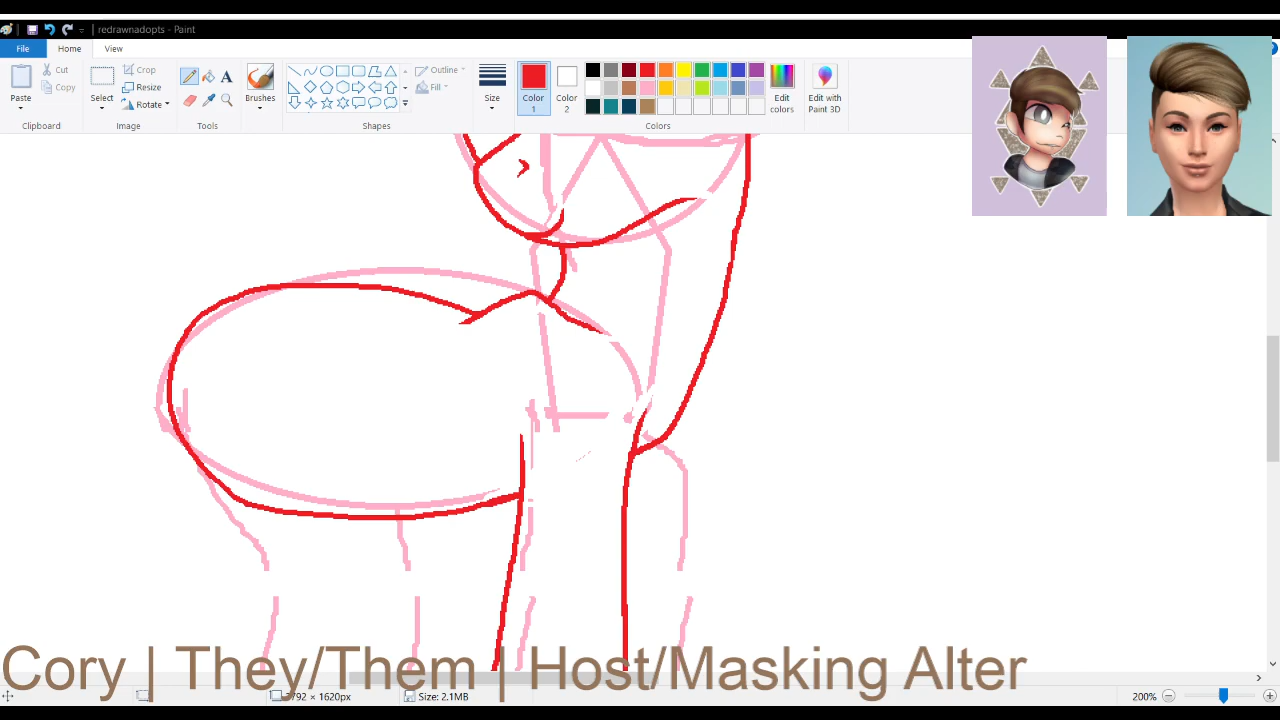 redrawnadopts - Paint
File Home View
Paste
Cut
Copy
Clipboard
Select
Crop
Resize
Rotate
Image
A
Tools
Brushes
Shapes
Outline
Fill
Size
Color 1
Color 2
Colors
Edit colors
Edit with Paint 3D
Cory | They/Them | Host/Masking Alter
792 × 1620px
Size: 2.1MB
200%